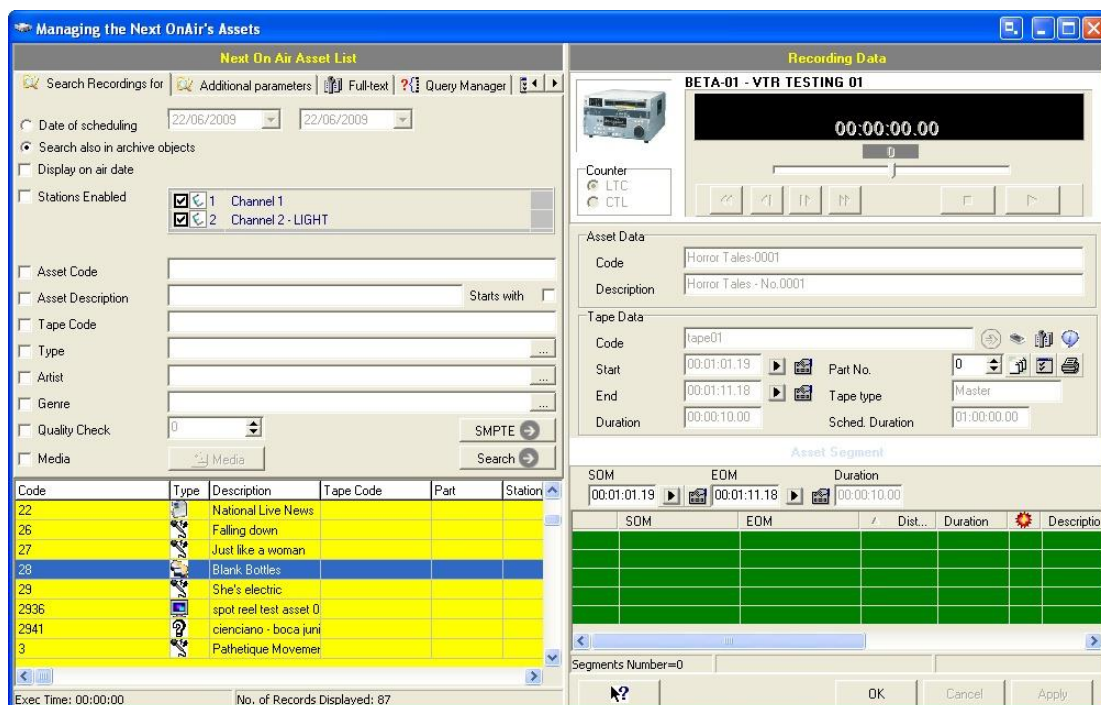 Managing the Next OnAir's Assets
Next On Air Asset List
Search Recordings for Additional parameters Full-text Query Manager
Date of scheduling 22/06/2009 22/06/2009
Search also in archive objects
Display on air date
Stations Enabled
1 Channel 1
2 Channel 2 - LIGHT
Asset Code
Asset Description Starts with
Tape Code
Type ...
Artist ...
Genre ...
Quality Check 0 SMPTE
Media Media Search
Code Type Description Tape Code Part Station
22 National Live News
26 Falling down
27 Just like a woman
28 Blank Bottles
29 She's electric
2936 spot reel test asset 0
2941 cienciano - boca juni
3 Pathetique Movemer
Exec Time: 00:00:00 No. of Records Displayed: 87
Recording Data
BETA-01 - VTR TESTING 01
00:00:00.00
0
Counter
LTC
CTL
Asset Data
Code Horror Tales-0001
Description Horror Tales - No.0001
Tape Data
Code tape01
Start 00:01:01.19 Part No. 0
End 00:01:11.18 Tape type Master
Duration 00:00:10.00 Sched. Duration 01:00:00.00
Asset Segment
SOM EOM Duration
00:01:01.19 00:01:11.18 00:00:10.00
SOM EOM Dist... Duration Descriptio
Segments Number=0
OK Cancel Apply